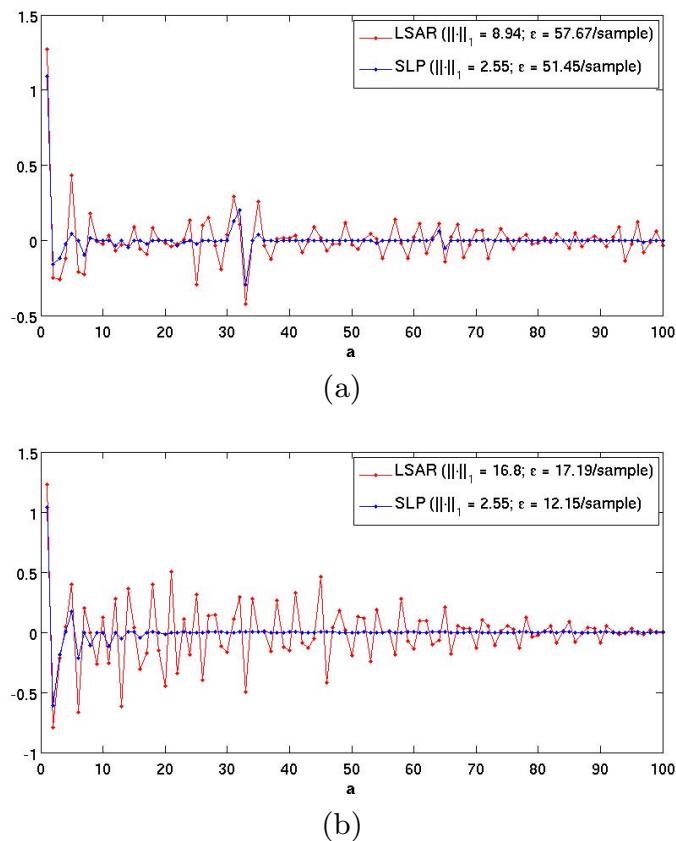 1.5
LSAR (||·||₁ = 8.94; ε = 57.67/sample)
SLP (||·||₁ = 2.55; ε = 51.45/sample)
1
0.5
0
-0.5
0 10 20 30 40 50 60 70 80 90 100
a
(a)
1.5
LSAR (||·||₁ = 16.8; ε = 17.19/sample)
SLP (||·||₁ = 2.55; ε = 12.15/sample)
1
0.5
0
-0.5
-1
0 10 20 30 40 50 60 70 80 90 100
a
(b)